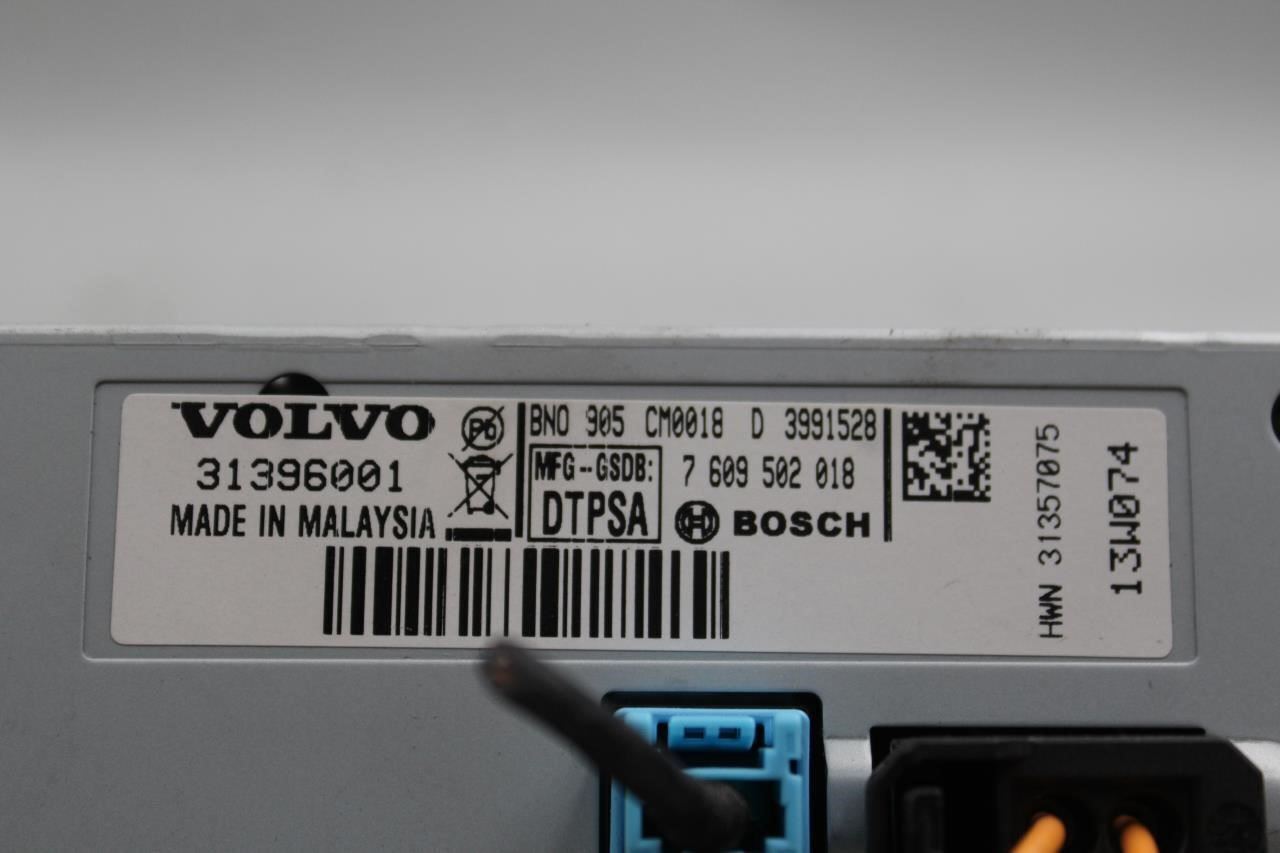 VOLVO
31396001
MADE IN MALAYSIA
Pb
BNO 905 CM0018 D 3991528
MFG--GSDB:
DTPSA
7 609 502 018
BOSCH
HWN 31357075
13W074